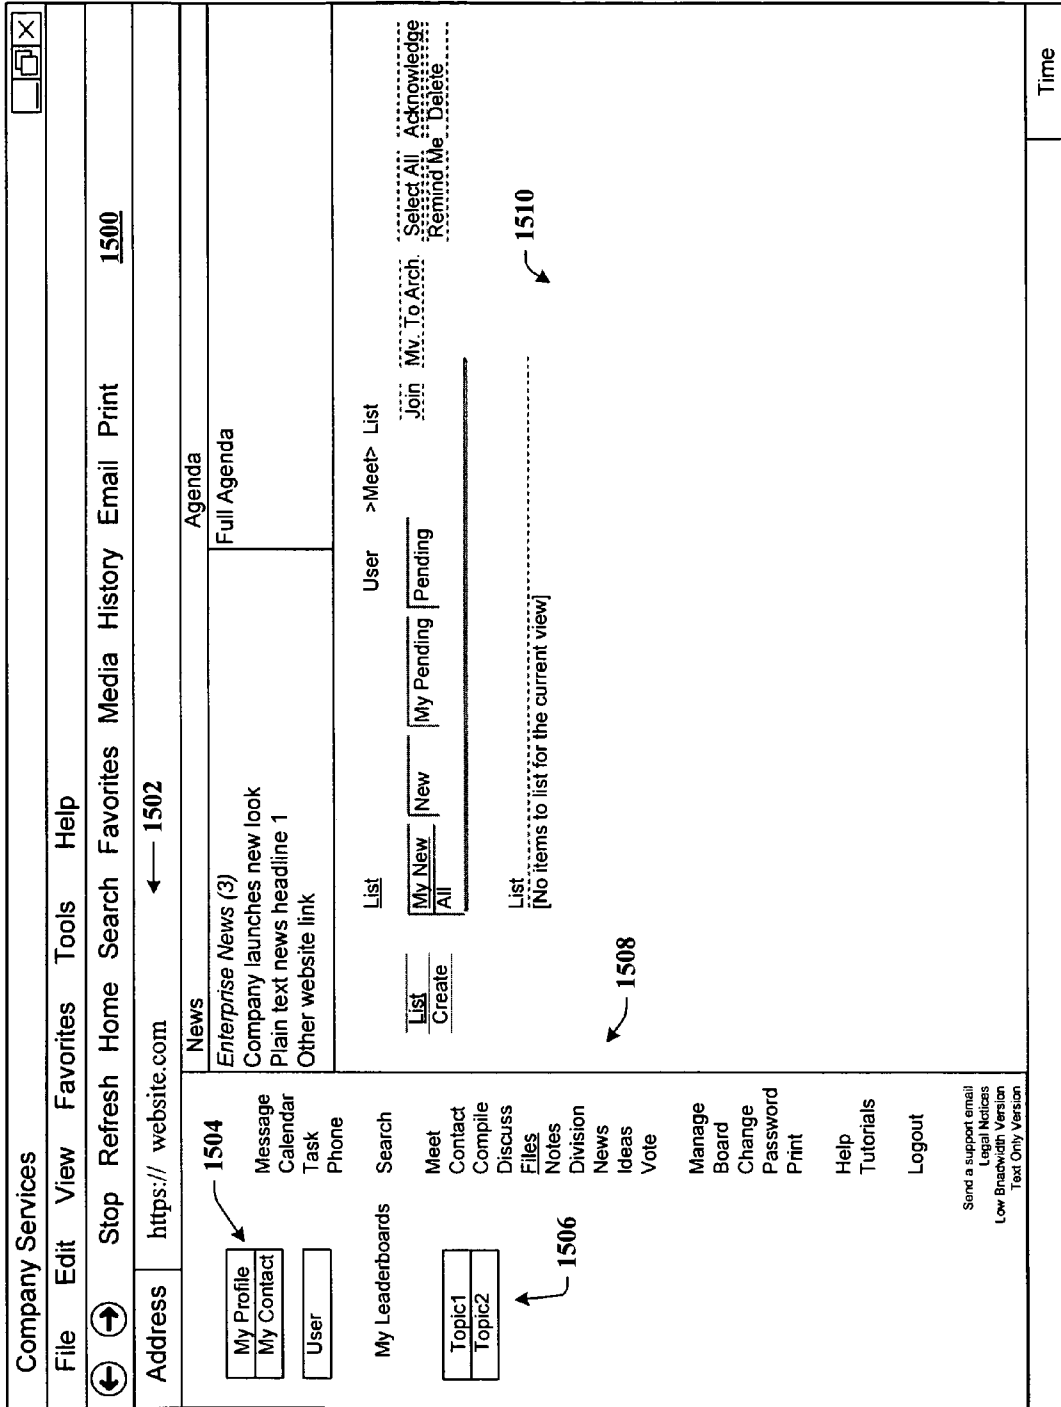 Company Services
File Edit View Favorites Tools Help
Stop Refresh Home Search Favorites Media History Email Print 1500
Address https:// website.com 1502
News Agenda
Enterprise News (3) Full Agenda
Company launches new look
Plain text news headline 1
Other website link
1504
My Profile
My Contact
User
My Leaderboards
Topic1
Topic2
1506
Message
Calendar
Task
Phone
Search
Meet
Contact
Compile
Discuss
Files
Notes
Division
News
Ideas
Vote
Manage
Board
Change
Password
Print
Help
Tutorials
Logout
Send a support email
Legal Notices
Low Bnadwidth Version
Text Only Version
List User >Meet> List
List
Create
My New New My Pending Pending
All
Join Mv. To Arch. Select All Acknowledge
Remind Me Delete
List
[No items to list for the current view]
1508
1510
Time